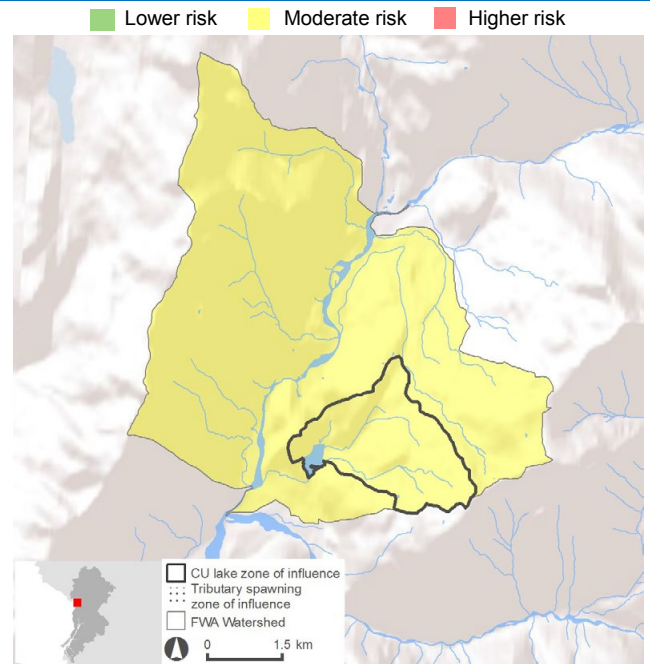 Lower risk Moderate risk Higher risk
CU lake zone of influence
Tributary spawning
zone of influence
FWA Watershed
0 1.5 km